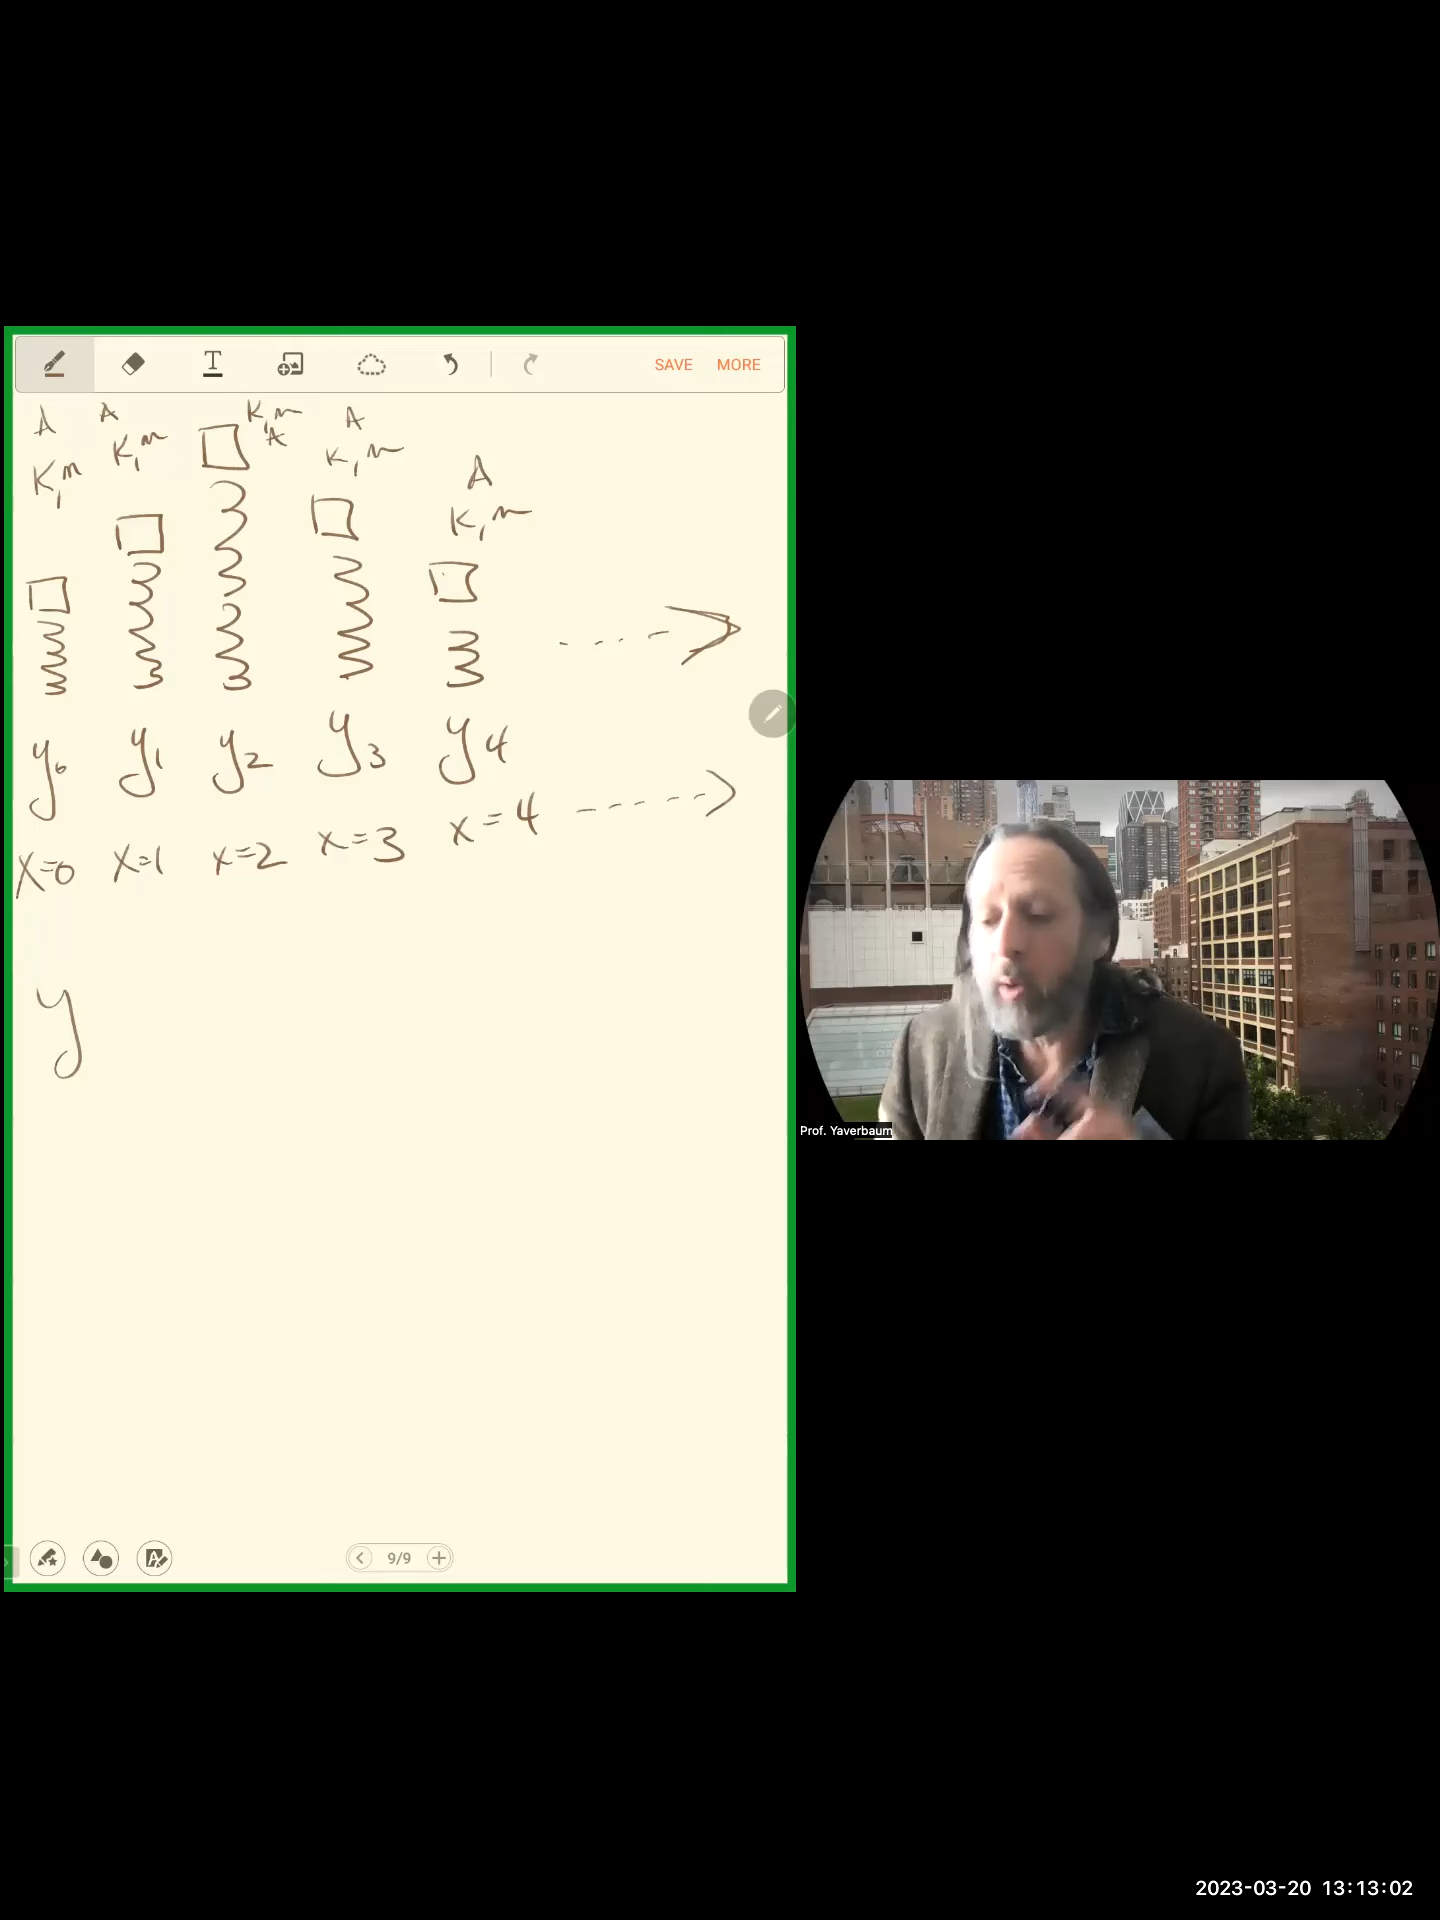 T
SAVE MORE
A A K,m A
K,m K,m A K,m A
K,m
y0 y1 y2 y3 y4
x=0 x=1 x=2 x=3 x=4
y
Prof. Yaverbaum
A
9/9
2023-03-20 13:13:02